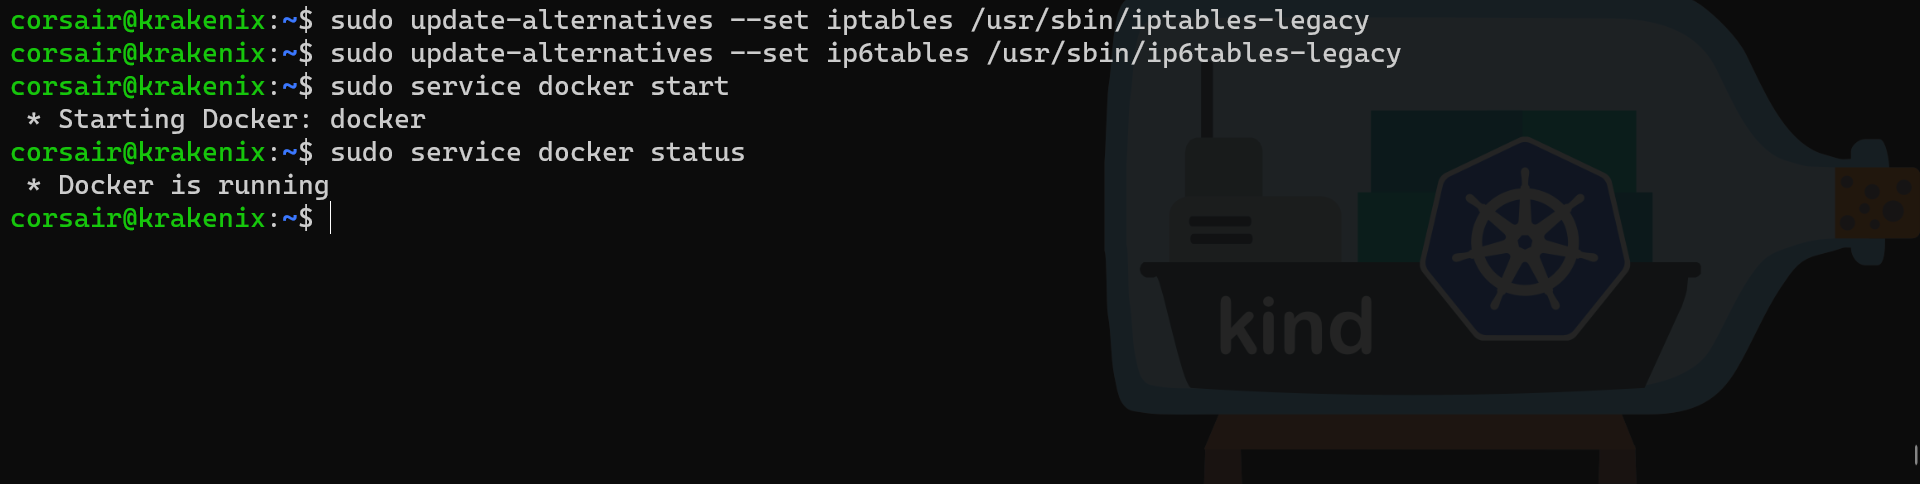 corsair@krakenix:~$ sudo update-alternatives --set iptables /usr/sbin/iptables-legacy
corsair@krakenix:~$ sudo update-alternatives --set ip6tables /usr/sbin/ip6tables-legacy
corsair@krakenix:~$ sudo service docker start
 * Starting Docker: docker
corsair@krakenix:~$ sudo service docker status
 * Docker is running
corsair@krakenix:~$
kind